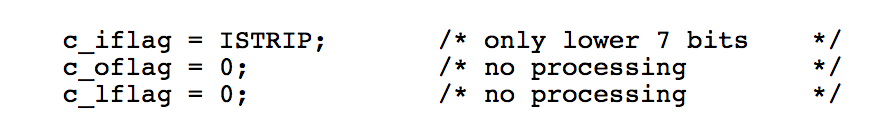 c_iflag = ISTRIP;       /* only lower 7 bits    */
c_oflag = 0;            /* no processing        */
c_lflag = 0;            /* no processing        */